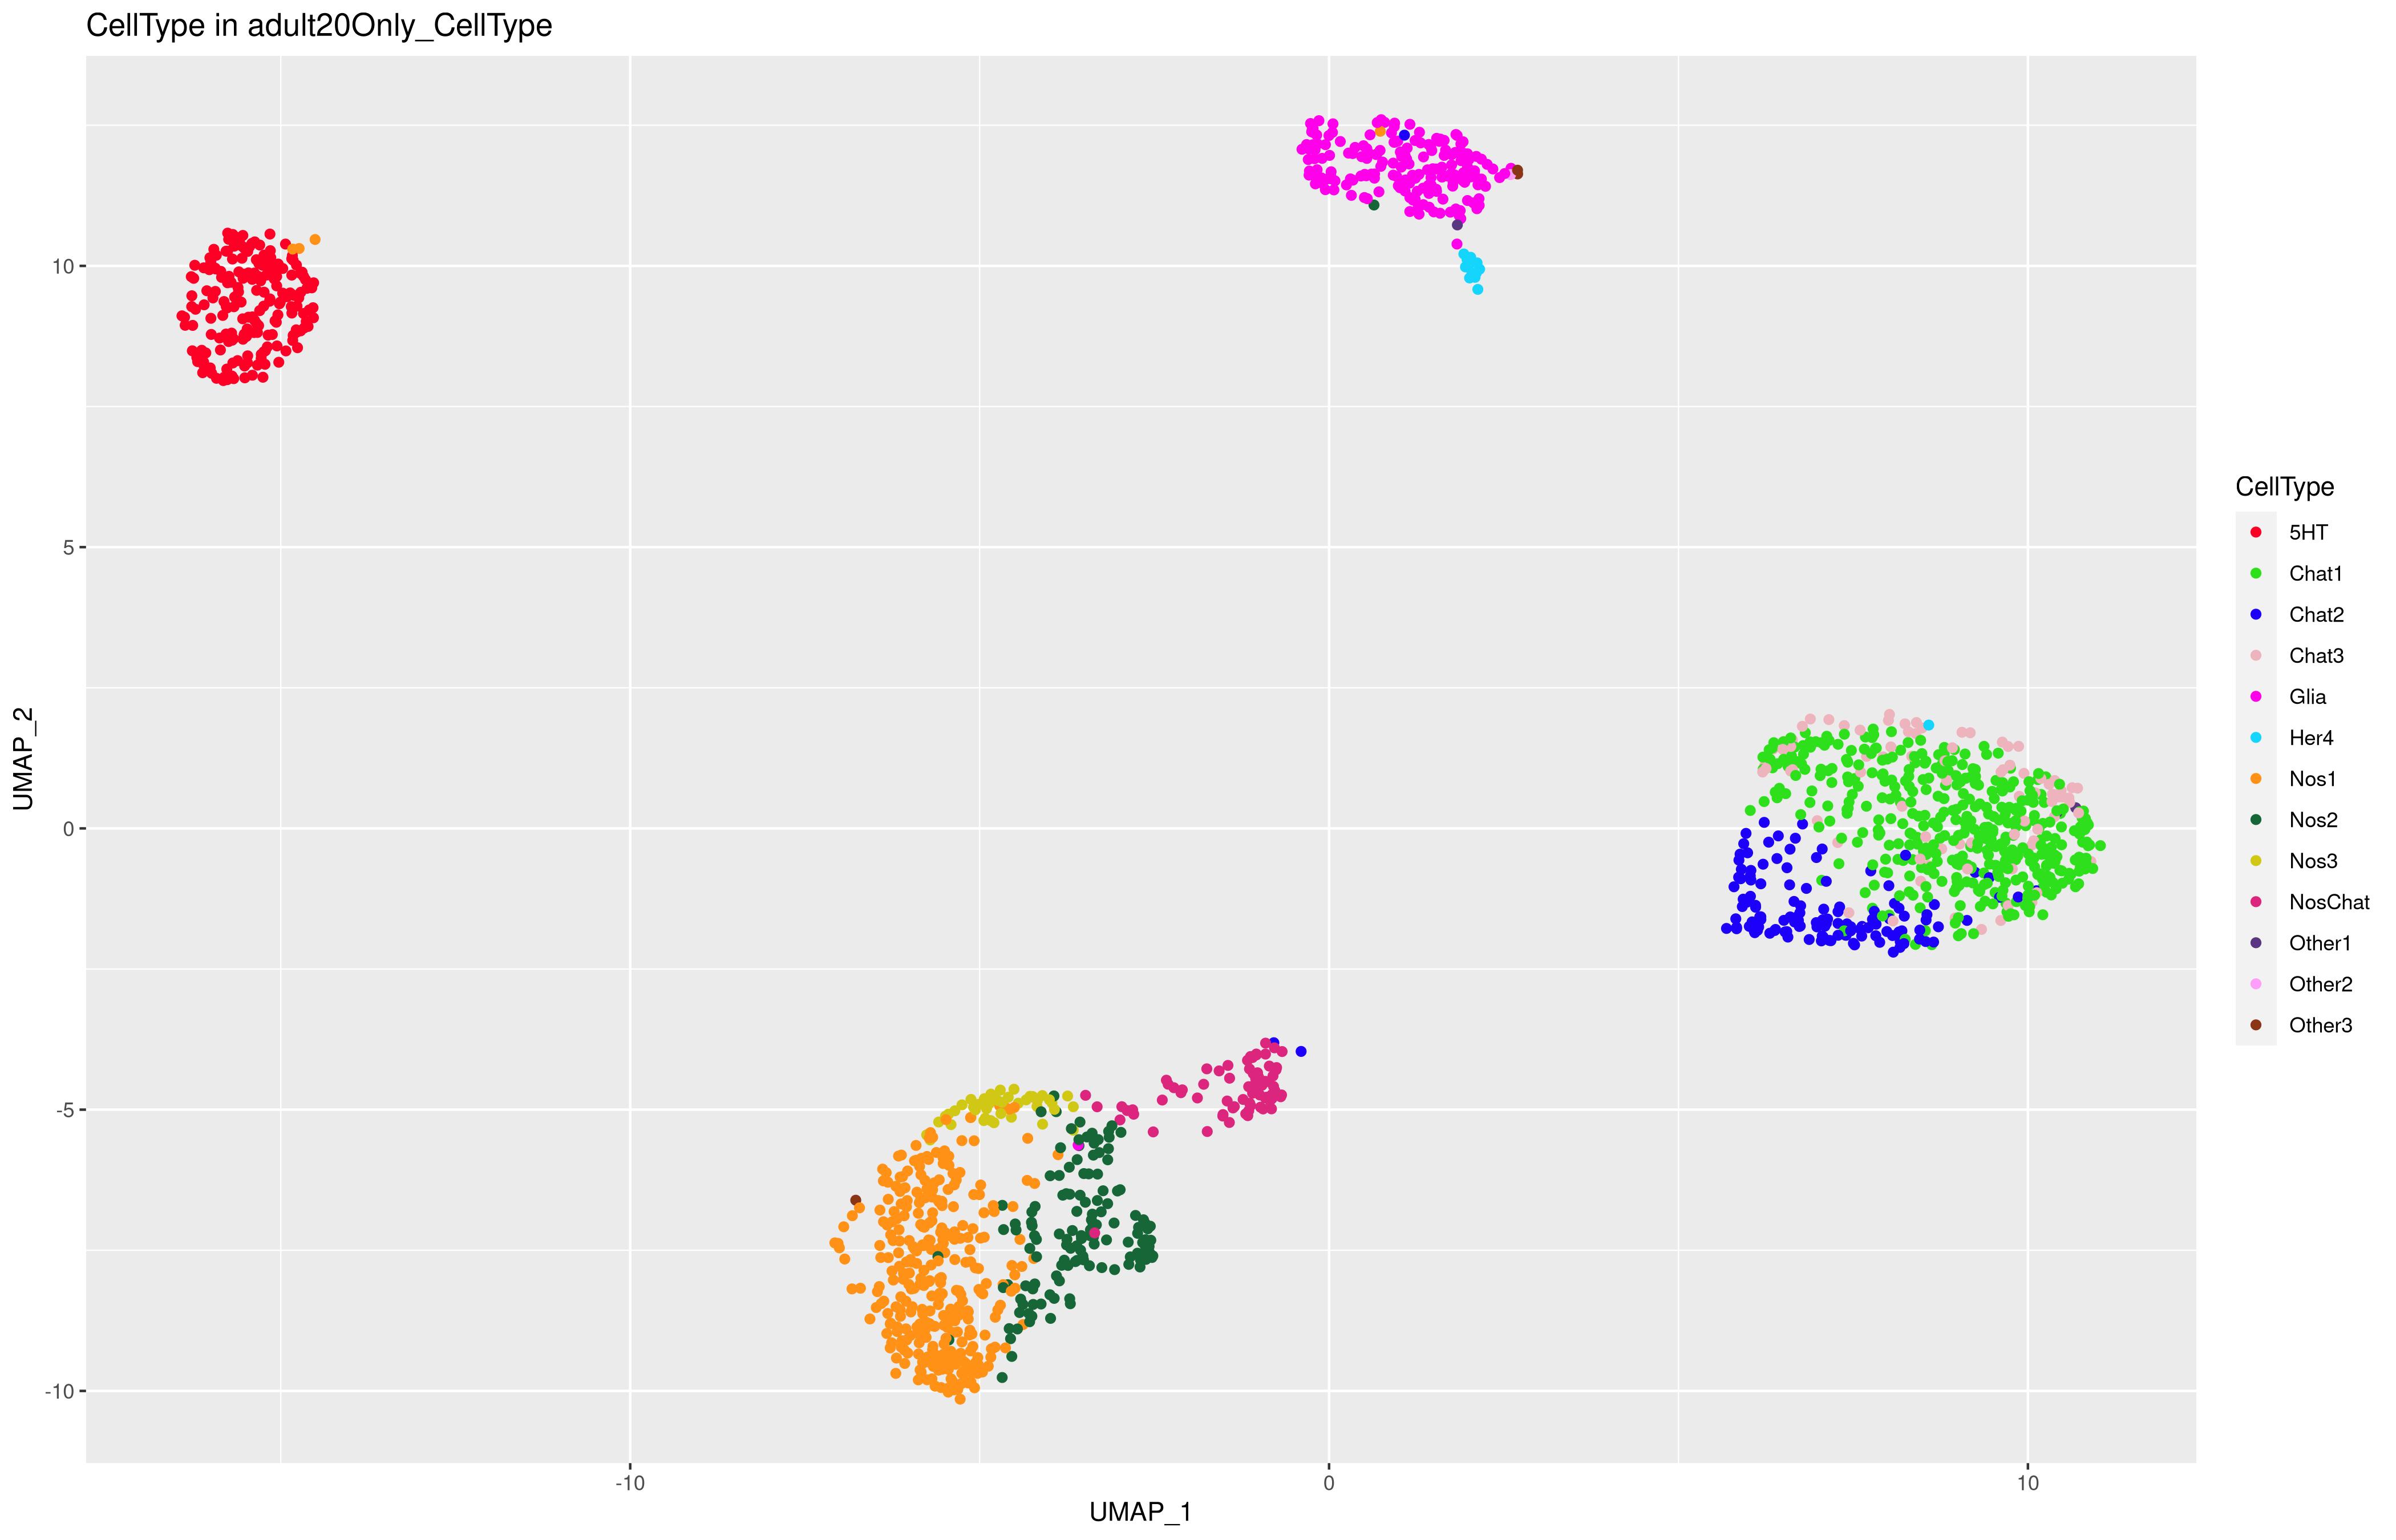 CellType in adult20Only_CellType
10
5
0
-5
-10
UMAP_2
-10
0
10
UMAP_1
CellType
5HT
Chat1
Chat2
Chat3
Glia
Her4
Nos1
Nos2
Nos3
NosChat
Other1
Other2
Other3